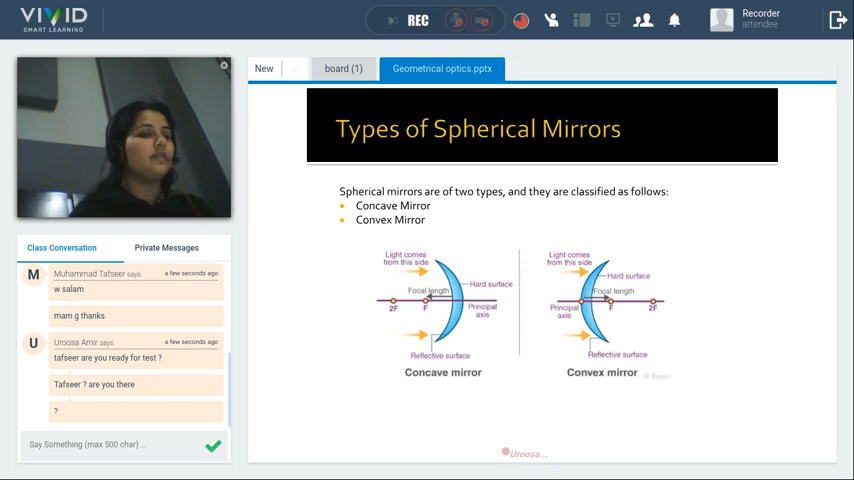 VIVID
SMART LEARNING
REC
Recorder
attendee
New
board (1)
Geometrical optics.pptx
Types of Spherical Mirrors
Spherical mirrors are of two types, and they are classified as follows:
Concave Mirror
Convex Mirror
Light comes
from this side
Hard surface
Focal length
2F
F
Principal
axis
Reflective surface
Concave mirror
Light comes
from this side
Hard surface
Focal length
Principal
axis
F
2F
Reflective surface
Convex mirror
© Byjus
Uroosa...
Class Conversation
Private Messages
M
Muhammad Tafseer says:
a few seconds ago
w salam
mam g thanks
U
Uroosa Amir says:
a few seconds ago
tafseer are you ready for test ?
Tafseer ? are you there
?
Say Something (max 500 char) ...